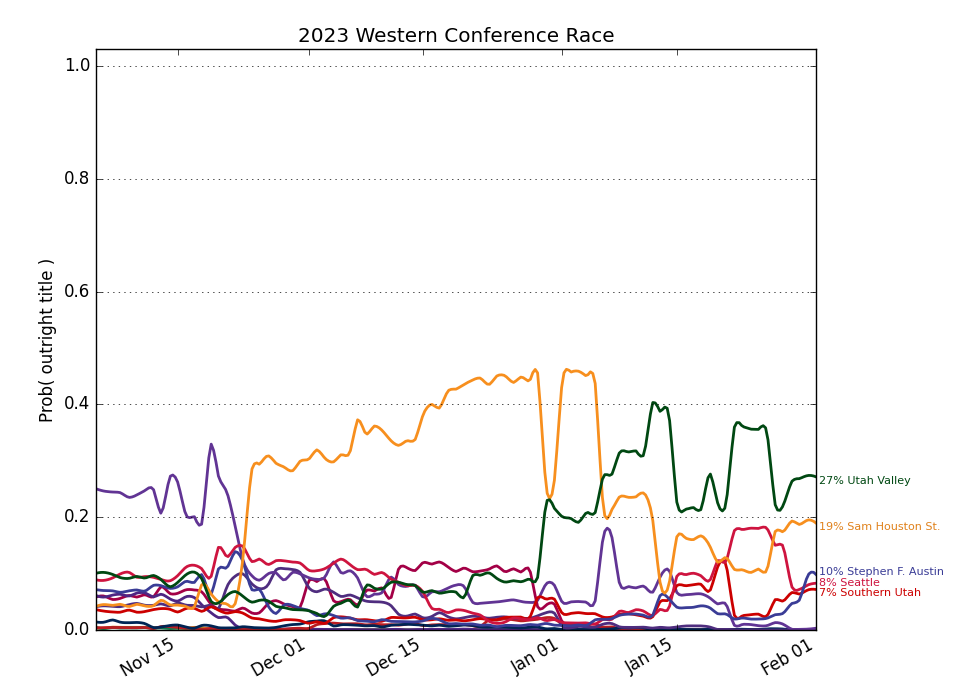 2023 Western Conference Race
1.0
0.8
0.6
0.4
0.2
0.0
Prob( outright title )
27% Utah Valley
19% Sam Houston St.
10% Stephen F. Austin
8% Seattle
7% Southern Utah
Nov 15
Dec 01
Dec 15
Jan 01
Jan 15
Feb 01